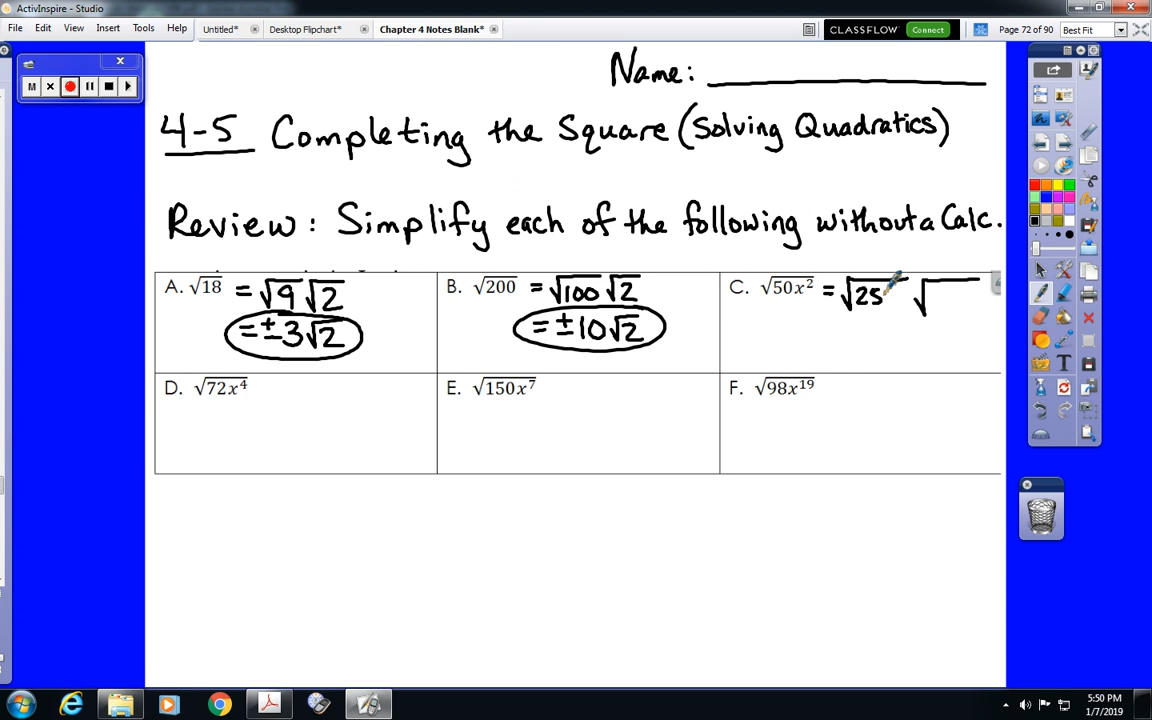 ActivInspire - Studio
File Edit View Insert Tools Help Untitled* Desktop Flipchart* Chapter 4 Notes Blank* CLASSFLOW Connect Page 72 of 90 Best Fit
M
Name:
4-5 Completing the Square (Solving Quadratics)
Review: Simplify each of the following without a Calc.
A. √18 = √9 √2
= ±3√2
B. √200 = √100 √2
= ±10√2
C. √50x² = √25 √
D. √72x⁴
E. √150x⁷
F. √98x¹⁹
5:50 PM
1/7/2019